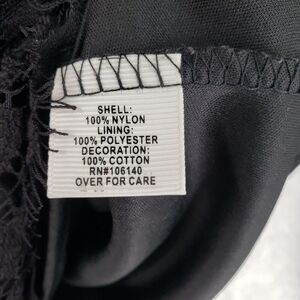 SHELL:
100% NYLON
LINING:
100% POLYESTER
DECORATION:
100% COTTON
RN#106140
OVER FOR CARE